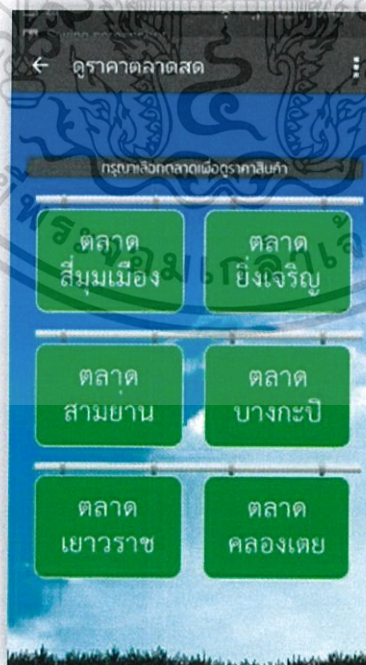 ดูราคาตลาดสด
กรุณาเลือกตลาดเพื่อดูราคาสินค้า
ตลาด
สี่มุมเมือง
ตลาด
ยิ่งเจริญ
ตลาด
สามย่าน
ตลาด
บางกะปิ
ตลาด
เยาวราช
ตลาด
คลองเตย